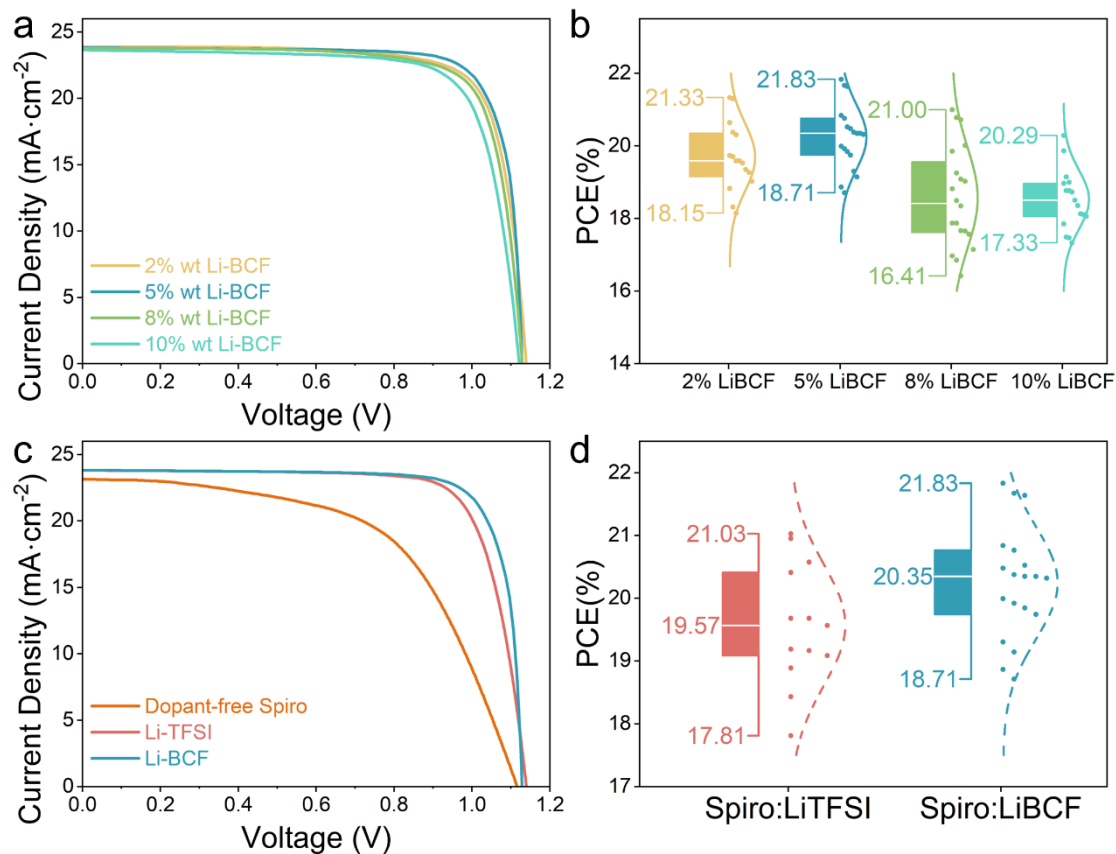 a
Current Density (mA·cm-2)
25
20
15
10
5
0
2% wt Li-BCF
5% wt Li-BCF
8% wt Li-BCF
10% wt Li-BCF
0.0 0.2 0.4 0.6 0.8 1.0 1.2
Voltage (V)
b
PCE(%)
22
20
18
16
14
21.33
18.15
21.83
18.71
21.00
16.41
20.29
17.33
2% LiBCF 5% LiBCF 8% LiBCF 10% LiBCF
c
Current Density (mA·cm-2)
25
20
15
10
5
0
Dopant-free Spiro
Li-TFSI
Li-BCF
0.0 0.2 0.4 0.6 0.8 1.0 1.2
Voltage (V)
d
PCE(%)
22
21
20
19
18
17
21.03
19.57
17.81
21.83
20.35
18.71
Spiro:LiTFSI Spiro:LiBCF